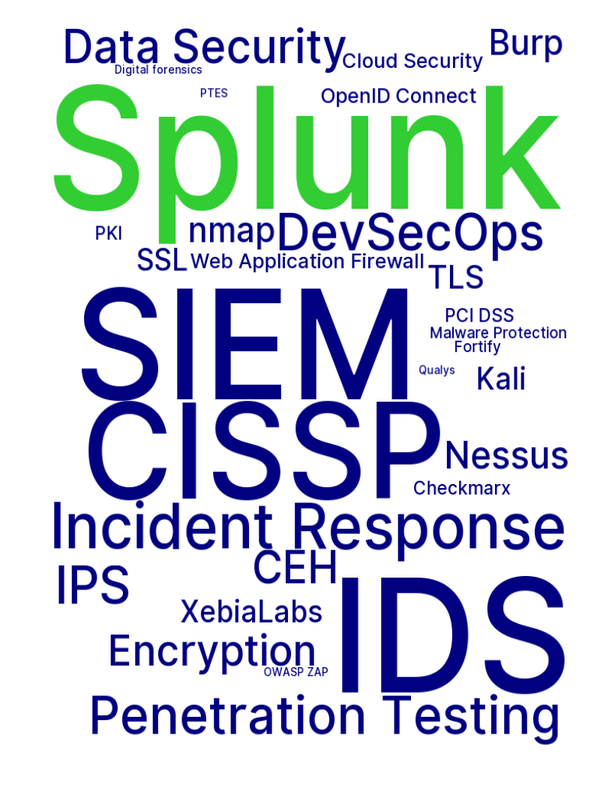 Data Security
Burp
Cloud Security
Digital forensics
PTES
OpenID Connect
Splunk
PKI
nmap
DevSecOps
SSL
Web Application Firewall
TLS
SIEM
PCI DSS
Malware Protection
Fortify
Qualys
Kali
CISSP
Nessus
Checkmarx
Incident Response
CEH
IPS
IDS
XebiaLabs
Encryption
OWASP ZAP
Penetration Testing